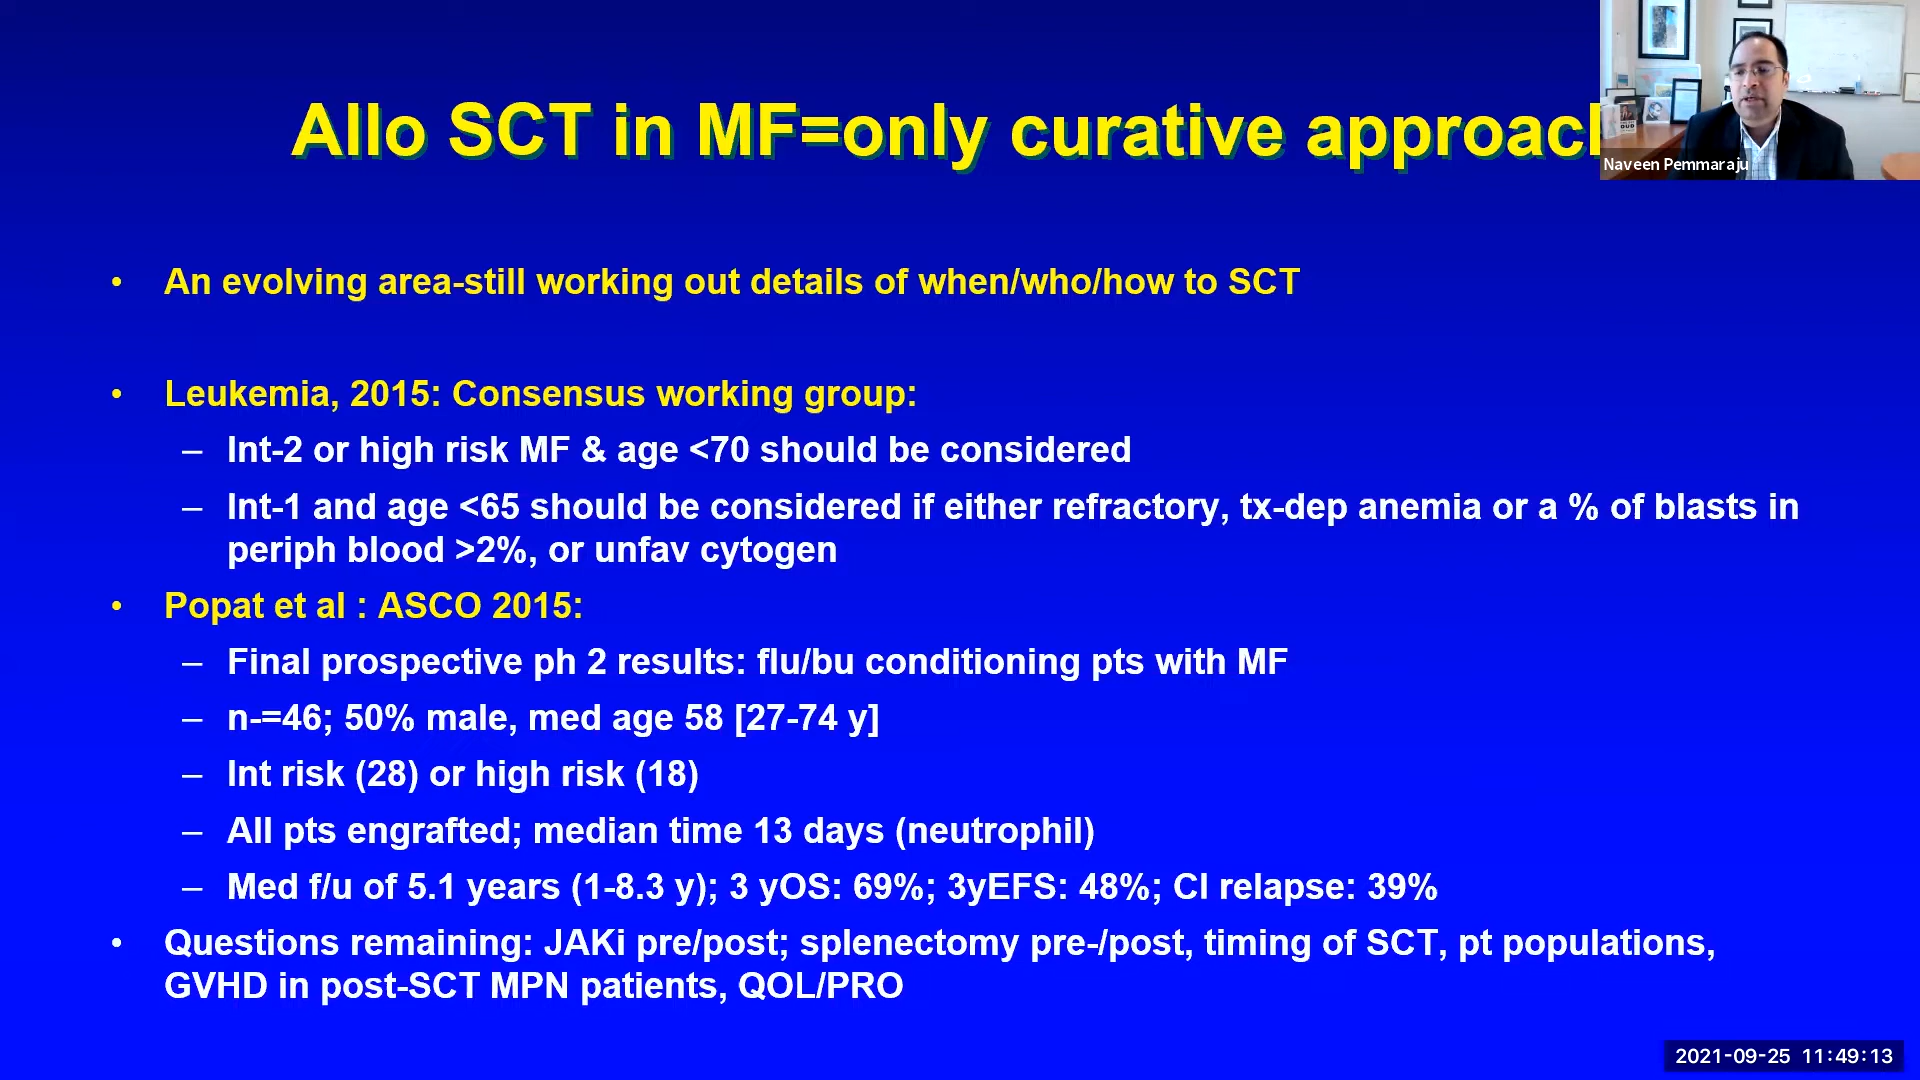 Allo SCT in MF=only curative approach
Naveen Pemmaraju
• An evolving area-still working out details of when/who/how to SCT
• Leukemia, 2015: Consensus working group:
– Int-2 or high risk MF & age <70 should be considered
– Int-1 and age <65 should be considered if either refractory, tx-dep anemia or a % of blasts in
periph blood >2%, or unfav cytogen
• Popat et al : ASCO 2015:
– Final prospective ph 2 results: flu/bu conditioning pts with MF
– n-=46; 50% male, med age 58 [27-74 y]
– Int risk (28) or high risk (18)
– All pts engrafted; median time 13 days (neutrophil)
– Med f/u of 5.1 years (1-8.3 y); 3 yOS: 69%; 3yEFS: 48%; CI relapse: 39%
• Questions remaining: JAKi pre/post; splenectomy pre-/post, timing of SCT, pt populations,
GVHD in post-SCT MPN patients, QOL/PRO
2021-09-25 11:49:13